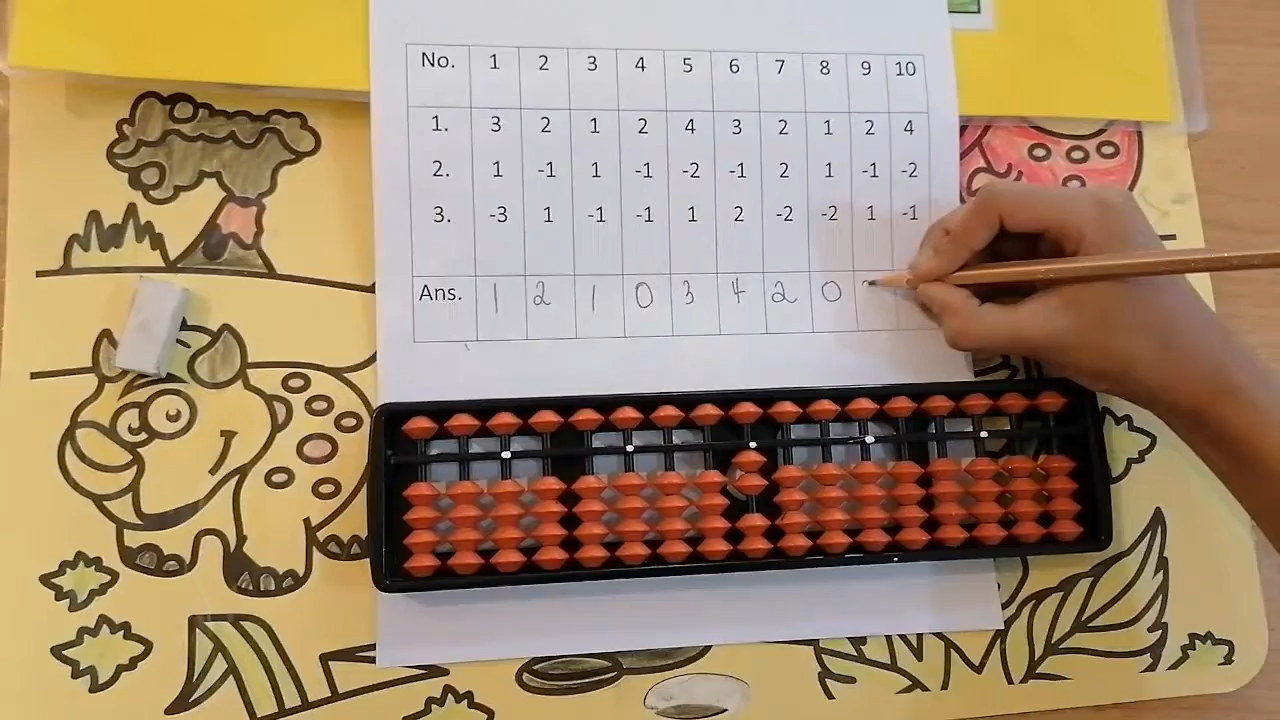 No. 1 2 3 4 5 6 7 8 9 10
1. 3 2 1 2 4 3 2 1 2 4
2. 1 -1 1 -1 -2 -1 2 1 -1 -2
3. -3 1 -1 -1 1 2 -2 -2 1 -1
Ans. 1 2 1 0 3 4 2 0